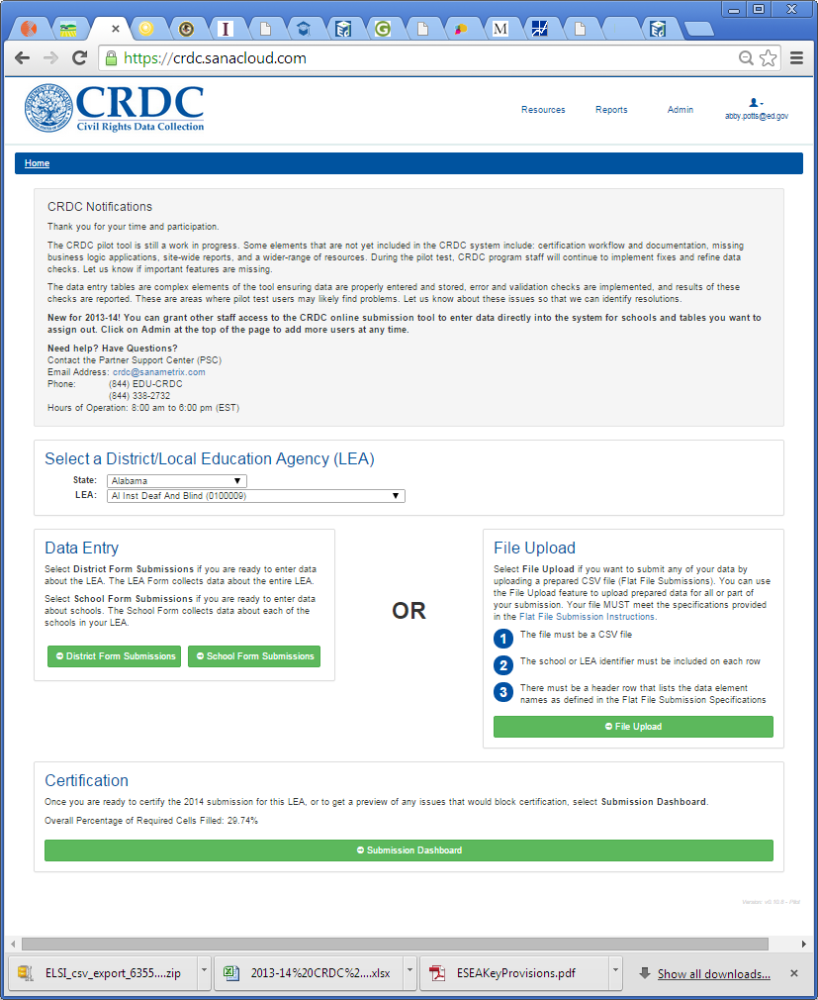 https://crdc.sanacloud.com
CRDC
Civil Rights Data Collection
Resources
Reports
Admin
abby.potts@ed.gov
Home
CRDC Notifications
Thank you for your time and participation.
The CRDC pilot tool is still a work in progress. Some elements that are not yet included in the CRDC system include: certification workflow and documentation, missing
business logic applications, site-wide reports, and a wider-range of resources. During the pilot test, CRDC program staff will continue to implement fixes and refine data
checks. Let us know if important features are missing.
The data entry tables are complex elements of the tool ensuring data are properly entered and stored, error and validation checks are implemented, and results of these
checks are reported. These are areas where pilot test users may likely find problems. Let us know about these issues so that we can identify resolutions.
New for 2013-14! You can grant other staff access to the CRDC online submission tool to enter data directly into the system for schools and tables you want to
assign out. Click on Admin at the top of the page to add more users at any time.
Need help? Have Questions?
Contact the Partner Support Center (PSC)
Email Address: crdc@sanametrix.com
Phone: (844) EDU-CRDC
(844) 338-2732
Hours of Operation: 8:00 am to 6:00 pm (EST)
Select a District/Local Education Agency (LEA)
State: Alabama
LEA: Al Inst Deaf And Blind (0100009)
Data Entry
Select District Form Submissions if you are ready to enter data
about the LEA. The LEA Form collects data about the entire LEA.
Select School Form Submissions if you are ready to enter data
about schools. The School Form collects data about each of the
schools in your LEA.
District Form Submissions
School Form Submissions
OR
File Upload
Select File Upload if you want to submit any of your data by
uploading a prepared CSV file (Flat File Submissions). You can use
the File Upload feature to upload prepared data for all or part of
your submission. Your file MUST meet the specifications provided
in the Flat File Submission Instructions.
1 The file must be a CSV file
2 The school or LEA identifier must be included on each row
3 There must be a header row that lists the data element
names as defined in the Flat File Submission Specifications
File Upload
Certification
Once you are ready to certify the 2014 submission for this LEA, or to get a preview of any issues that would block certification, select Submission Dashboard.
Overall Percentage of Required Cells Filled: 29.74%
Submission Dashboard
ELSI_csv_export_6355....zip
2013-14%20CRDC%2....xlsx
ESEAKeyProvisions.pdf
Show all downloads...